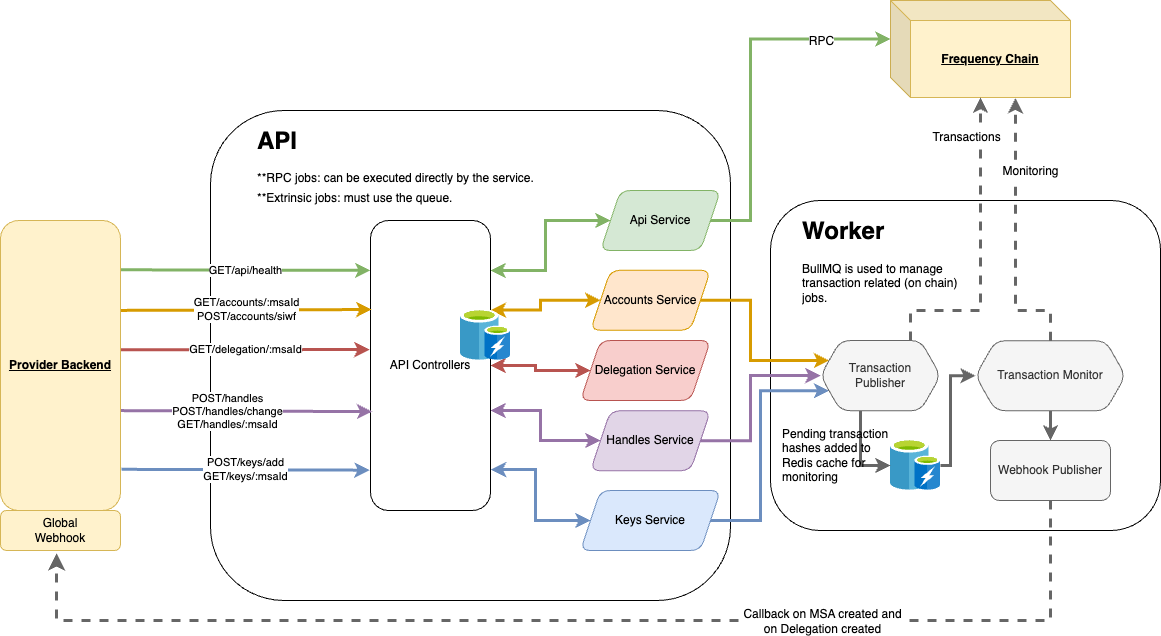 RPC
Frequency Chain
Transactions
Monitoring
API
**RPC jobs: can be executed directly by the service.
**Extrinsic jobs: must use the queue.
Api Service
Worker
BullMQ is used to manage
transaction related (on chain)
jobs.
GET/api/health
GET/accounts/:msaId
POST/accounts/siwf
Accounts Service
GET/delegation/:msaId
Provider Backend
API Controllers
Delegation Service
Transaction
Publisher
Transaction Monitor
POST/handles
POST/handles/change
GET/handles/:msaId
Handles Service
Pending transaction
hashes added to
Redis cache for
monitoring
Webhook Publisher
POST/keys/add
GET/keys/:msaId
Keys Service
Global
Webhook
Callback on MSA created and
on Delegation created